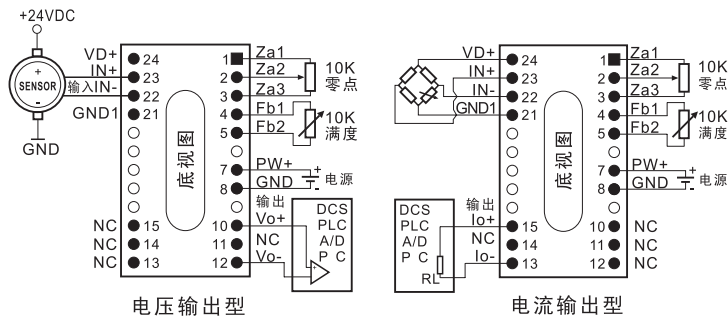 +24VDC
VD+ 24 1 Za1
IN+ 23 2 Za2 10K
零点
+ SENSOR -
输入IN- 22 3 Za3
GND1 21 4 Fb1
5 Fb2 10K
满度
GND
底视图
7 PW+
8 GND + - 电源
输出
NC 15 10 Vo+
NC 14 11 NC
NC 13 12 Vo-
DCS
PLC
A/D
P C
+
-
电压输出型
VD+ 24 1 Za1
IN+ 23 2 Za2 10K
零点
IN- 22 3 Za3
GND1 21 4 Fb1
5 Fb2 10K
满度
底视图
7 PW+
8 GND + - 电源
输出
Io+ 15 10 NC
NC 14 11 NC
Io- 13 12 NC
DCS
PLC
A/D
P C
RL
电流输出型